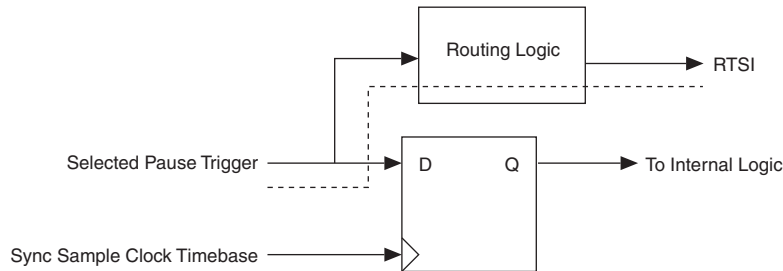 Routing Logic
RTSI
Selected Pause Trigger
D
Q
To Internal Logic
Sync Sample Clock Timebase